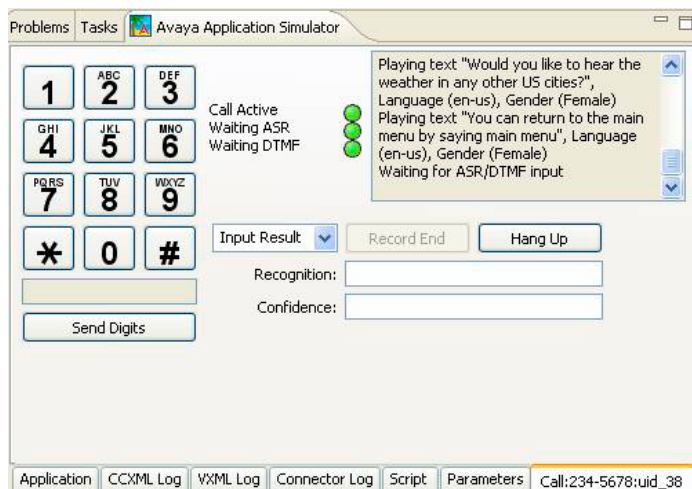 Problems Tasks Avaya Application Simulator
1 ABC 2 DEF 3
GHI 4 JKL 5 MNO 6
PQRS 7 TUV 8 WXYZ 9
* 0 #
Send Digits
Call Active
Waiting ASR
Waiting DTMF
Playing text "Would you like to hear the
weather in any other US cities?",
Language (en-us), Gender (Female)
Playing text "You can return to the main
menu by saying main menu", Language
(en-us), Gender (Female)
Waiting for ASR/DTMF input
Input Result Record End Hang Up
Recognition:
Confidence:
Application CCXML Log VXML Log Connector Log Script Parameters Call:234-5678:uid_38